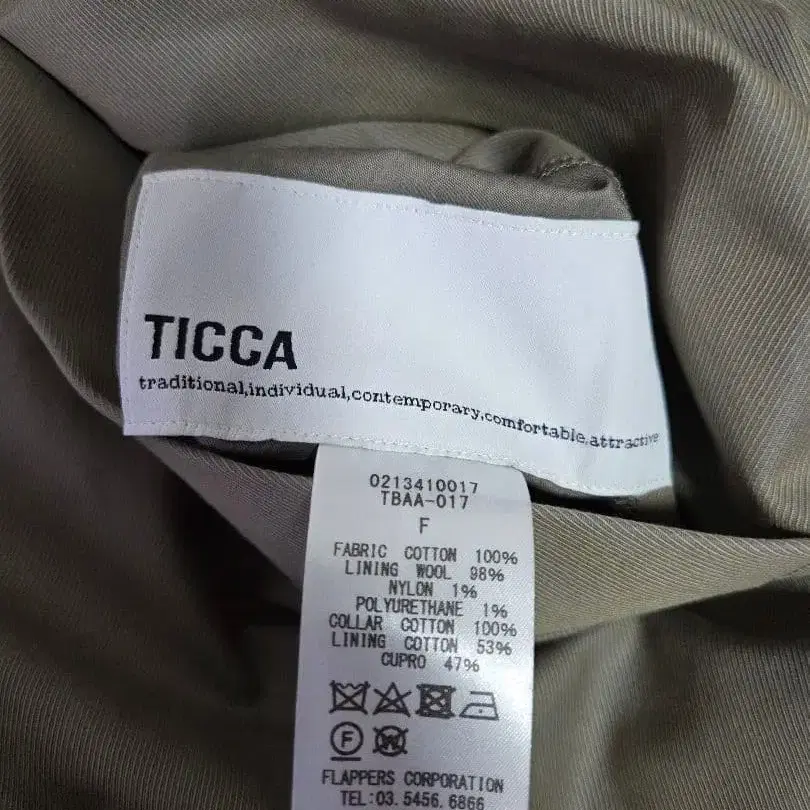 TICCA
traditional,individual,contemporary,comfortable,attractive
0213410017
TBAA-017
F
FABRIC COTTON 100%
LINING WOOL 98%
NYLON 1%
POLYURETHANE 1%
COLLAR COTTON 100%
LINING COTTON 53%
CUPRO 47%
F W
FLAPPERS CORPORATION
TEL:03.5456.6866